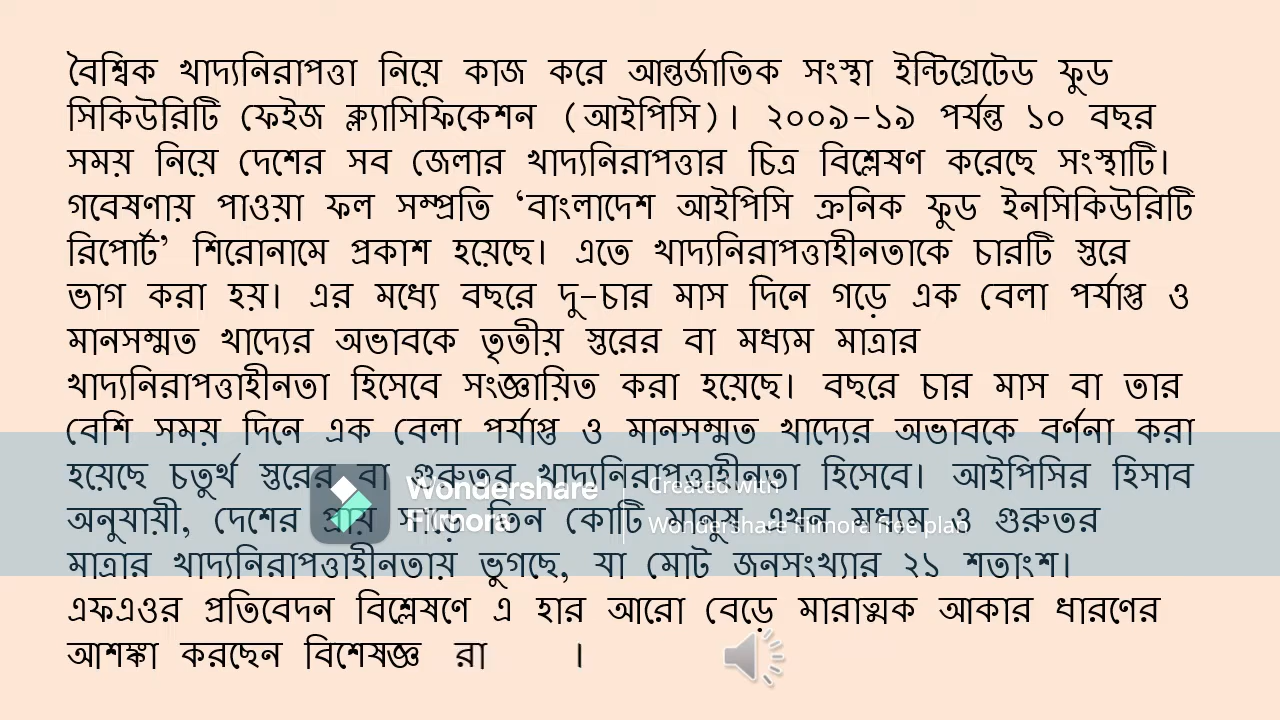 বৈশ্বিক খাদ্যনিরাপত্তা নিয়ে কাজ করে আন্তর্জাতিক সংস্থা ইন্টিগ্রেটেড ফুড
সিকিউরিটি ফেইজ ক্ল্যাসিফিকেশন (আইপিসি)। ২০০৯-১৯ পর্যন্ত ১০ বছর
সময় নিয়ে দেশের সব জেলার খাদ্যনিরাপত্তার চিত্র বিশ্লেষণ করেছে সংস্থাটি।
গবেষণায় পাওয়া ফল সম্প্রতি ‘বাংলাদেশ আইপিসি ক্রনিক ফুড ইনসিকিউরিটি
রিপোর্ট’ শিরোনামে প্রকাশ হয়েছে। এতে খাদ্যনিরাপত্তাহীনতাকে চারটি স্তরে
ভাগ করা হয়। এর মধ্যে বছরে দু-চার মাস দিনে গড়ে এক বেলা পর্যাপ্ত ও
মানসম্মত খাদ্যের অভাবকে তৃতীয় স্তরের বা মধ্যম মাত্রার
খাদ্যনিরাপত্তাহীনতা হিসেবে সংজ্ঞায়িত করা হয়েছে। বছরে চার মাস বা তার
বেশি সময় দিনে এক বেলা পর্যাপ্ত ও মানসম্মত খাদ্যের অভাবকে বর্ণনা করা
হয়েছে চতুর্থ স্তরের বা গুরুতর খাদ্যনিরাপত্তাহীনতা হিসেবে। আইপিসির হিসাব
অনুযায়ী, দেশের প্রায় সাড়ে তিন কোটি মানুষ এখন মধ্যম ও গুরুতর
মাত্রার খাদ্যনিরাপত্তাহীনতায় ভুগছে, যা মোট জনসংখ্যার ২১ শতাংশ।
এফএওর প্রতিবেদন বিশ্লেষণে এ হার আরো বেড়ে মারাত্মক আকার ধারণের
আশঙ্কা করছেন বিশেষজ্ঞ রা ।
Wondershare
Filmora
Created with
Wondershare Filmora free plan